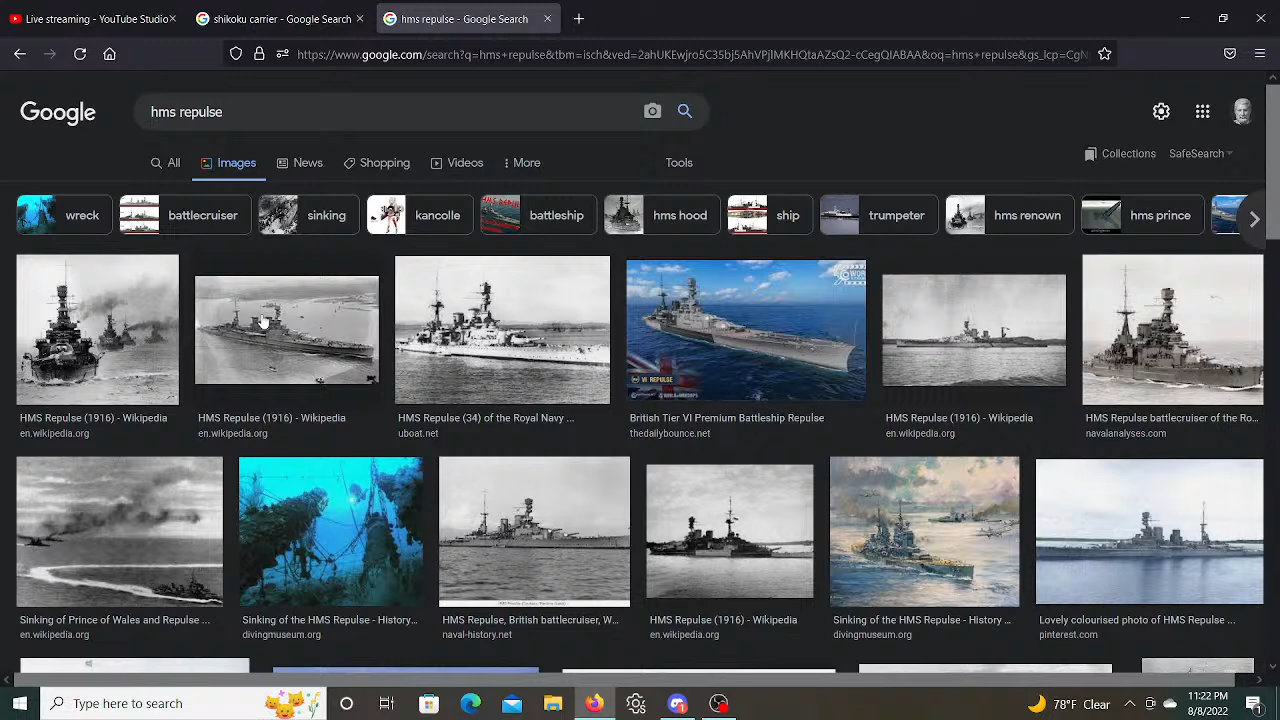 Live streaming - YouTube Studio
shikoku carrier - Google Search
hms repulse - Google Search
https://www.google.com/search?q=hms+repulse&tbm=isch&ved=2ahUKEwjro5C35bj5AhVPjlMKHQtaAZsQ2-cCegQIABAA&oq=hms+repulse&gs_lcp=CgN
Google
hms repulse
All
Images
News
Shopping
Videos
More
Tools
Collections
SafeSearch
wreck
battlecruiser
sinking
kancolle
battleship
hms hood
ship
trumpeter
hms renown
hms prince
VI REPULSE
HMS Repulse (1916) - Wikipedia
en.wikipedia.org
HMS Repulse (1916) - Wikipedia
en.wikipedia.org
HMS Repulse (34) of the Royal Navy ...
uboat.net
British Tier VI Premium Battleship Repulse
thedailybounce.net
HMS Repulse (1916) - Wikipedia
en.wikipedia.org
HMS Repulse battlecruiser of the Ro...
navalanalyses.com
Sinking of Prince of Wales and Repulse ...
en.wikipedia.org
Sinking of the HMS Repulse - History...
divingmuseum.org
HMS Repulse, British battlecruiser, W...
naval-history.net
HMS Repulse (1916) - Wikipedia
en.wikipedia.org
Sinking of the HMS Repulse - History ...
divingmuseum.org
Lovely colourised photo of HMS Repulse ...
pinterest.com
Type here to search
1
78°F Clear
11:22 PM
8/8/2022